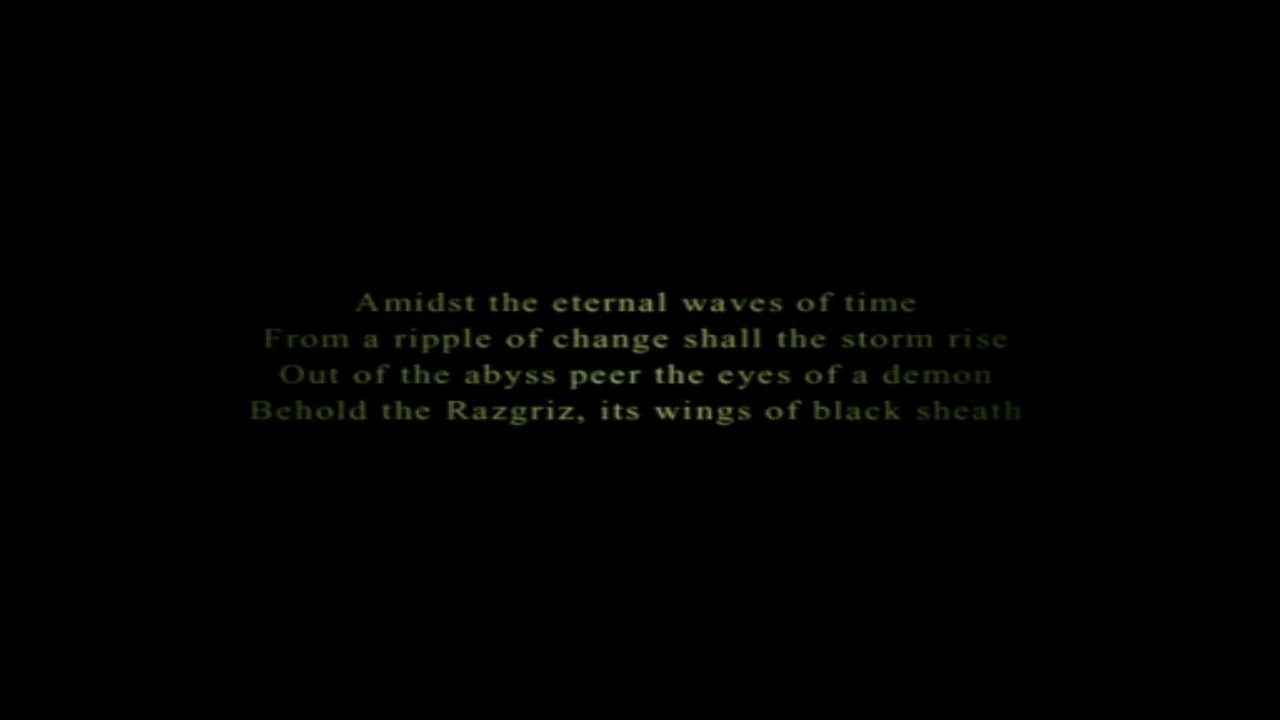 Amidst the eternal waves of time
From a ripple of change shall the storm rise
Out of the abyss peer the eyes of a demon
Behold the Razgriz, its wings of black sheath